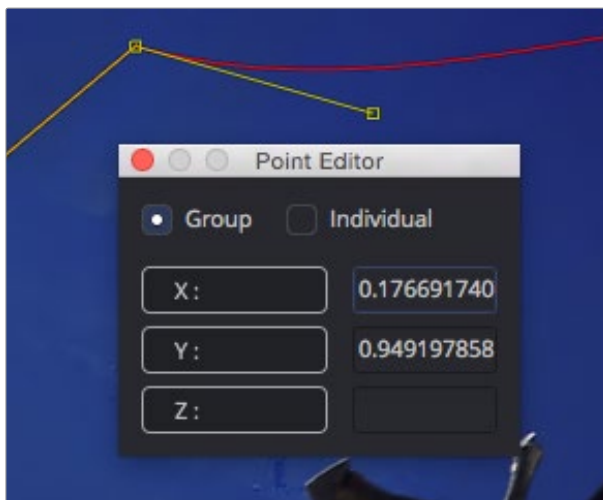 Point Editor
Group Individual
X : 0.176691740
Y : 0.949197858
Z :